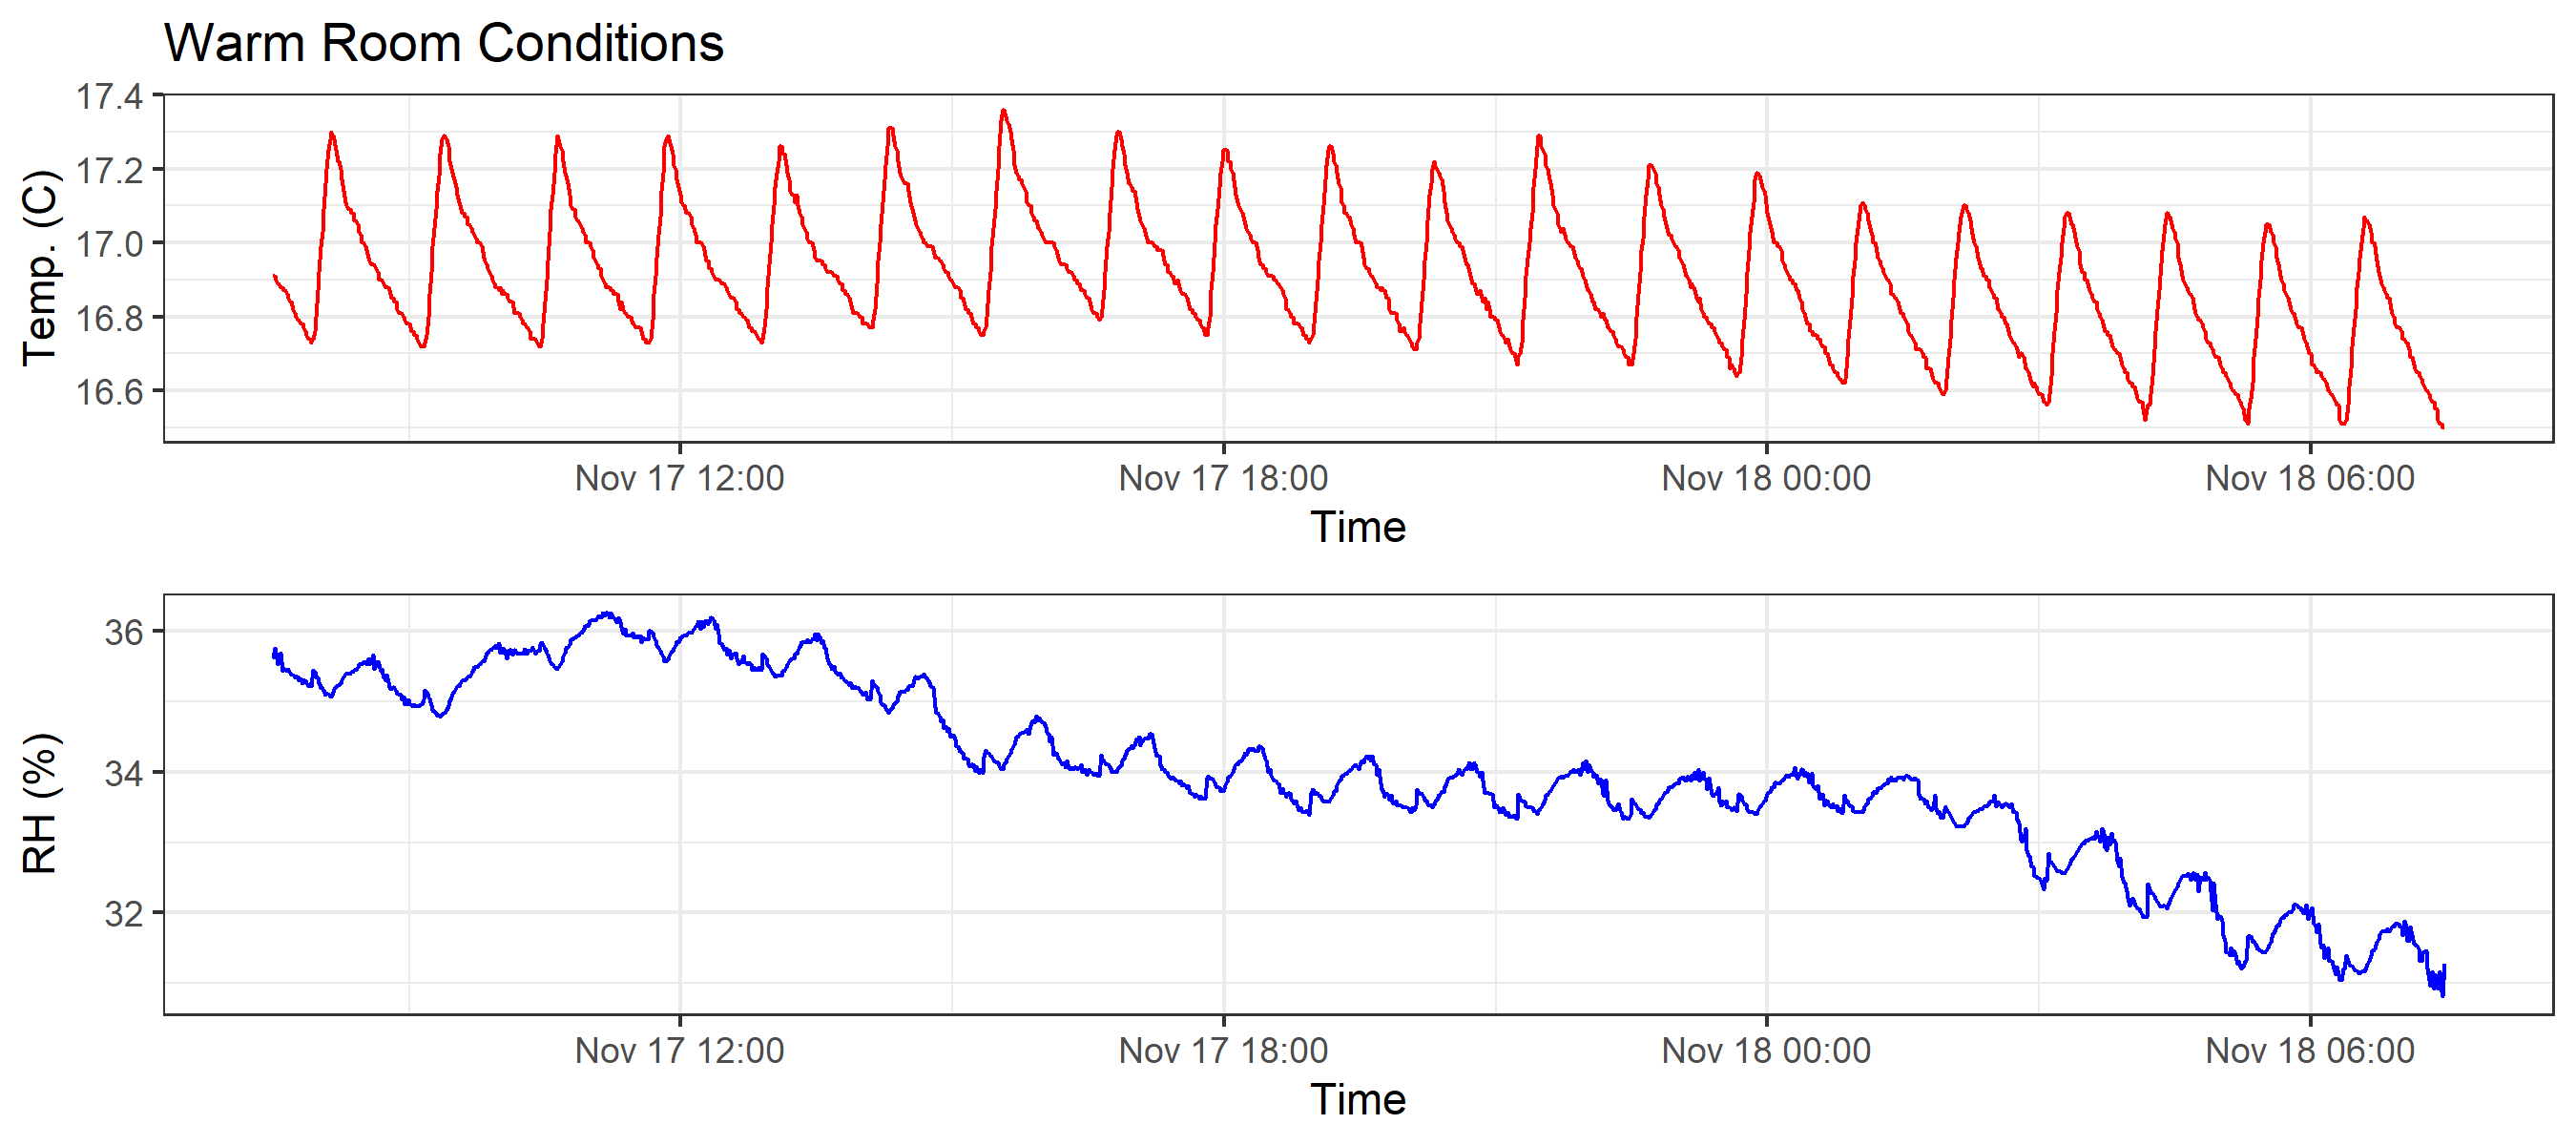 Warm Room Conditions
17.4
17.2
17.0
16.8
16.6
Temp. (C)
Nov 17 12:00 Nov 17 18:00 Nov 18 00:00 Nov 18 06:00
Time
36
34
32
RH (%)
Nov 17 12:00 Nov 17 18:00 Nov 18 00:00 Nov 18 06:00
Time